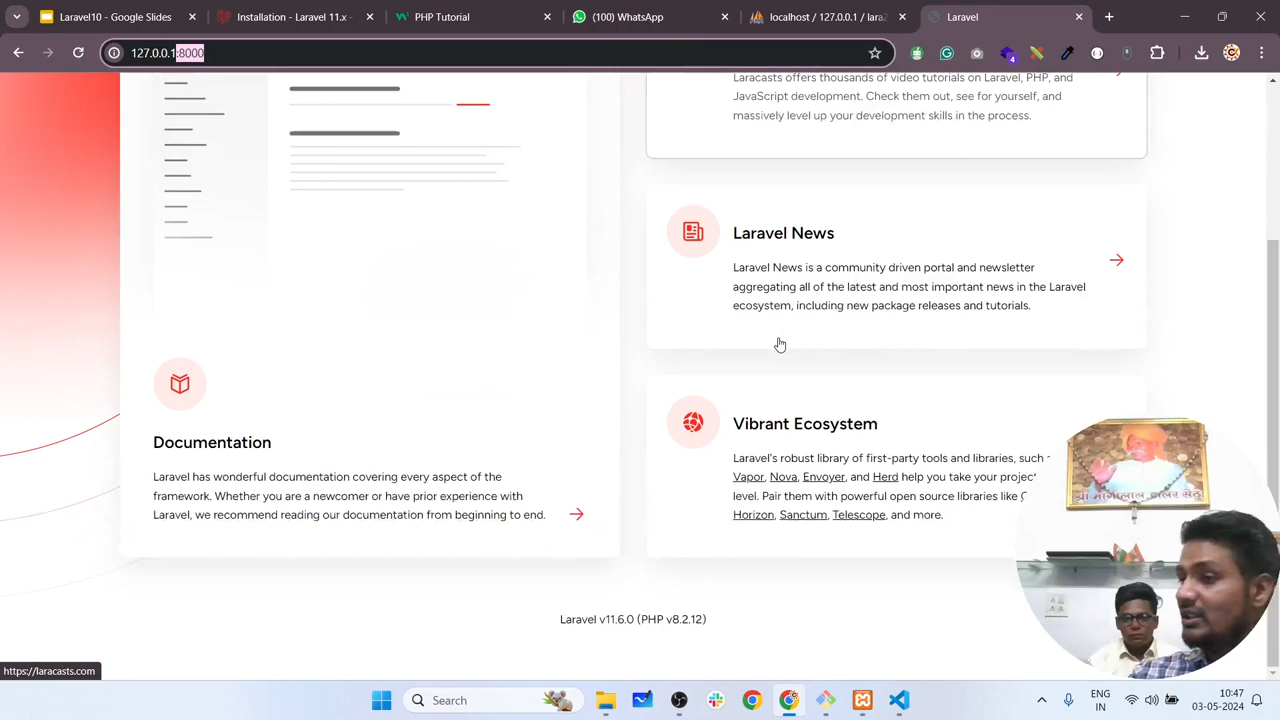 Laravel10 - Google Slides
Installation - Laravel 11.x -
PHP Tutorial
(100) WhatsApp
localhost / 127.0.0.1 / lara2
Laravel
127.0.0.1:8000
4
Laracasts offers thousands of video tutorials on Laravel, PHP, and
JavaScript development. Check them out, see for yourself, and
massively level up your development skills in the process.
Laravel News
Laravel News is a community driven portal and newsletter
aggregating all of the latest and most important news in the Laravel
ecosystem, including new package releases and tutorials.
Documentation
Laravel has wonderful documentation covering every aspect of the
framework. Whether you are a newcomer or have prior experience with
Laravel, we recommend reading our documentation from beginning to end.
Vibrant Ecosystem
Laravel's robust library of first-party tools and libraries, such
Vapor, Nova, Envoyer, and Herd help you take your project
level. Pair them with powerful open source libraries like
Horizon, Sanctum, Telescope, and more.
Laravel v11.6.0 (PHP v8.2.12)
https://laracasts.com
Search
ENG
IN
10:47
03-05-2024